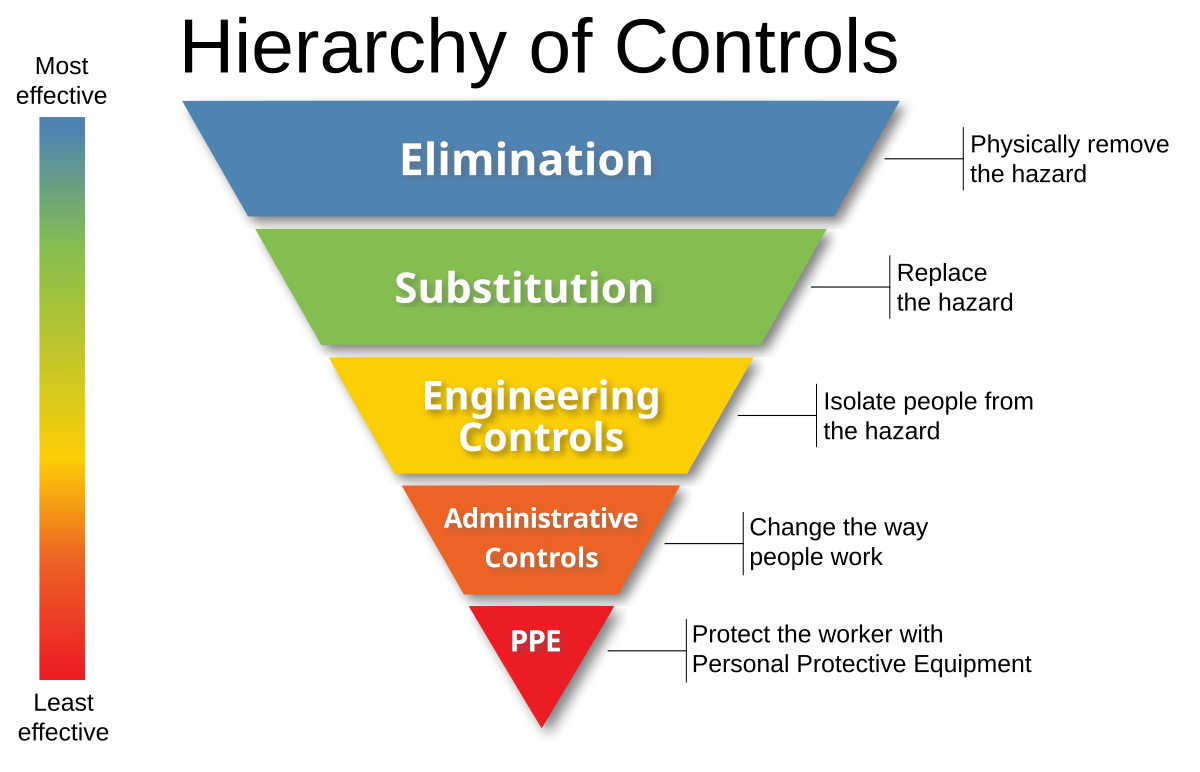 Hierarchy of Controls
Most
effective
Elimination
Physically remove
the hazard
Substitution
Replace
the hazard
Engineering
Controls
Isolate people from
the hazard
Administrative
Controls
Change the way
people work
PPE
Protect the worker with
Personal Protective Equipment
Least
effective